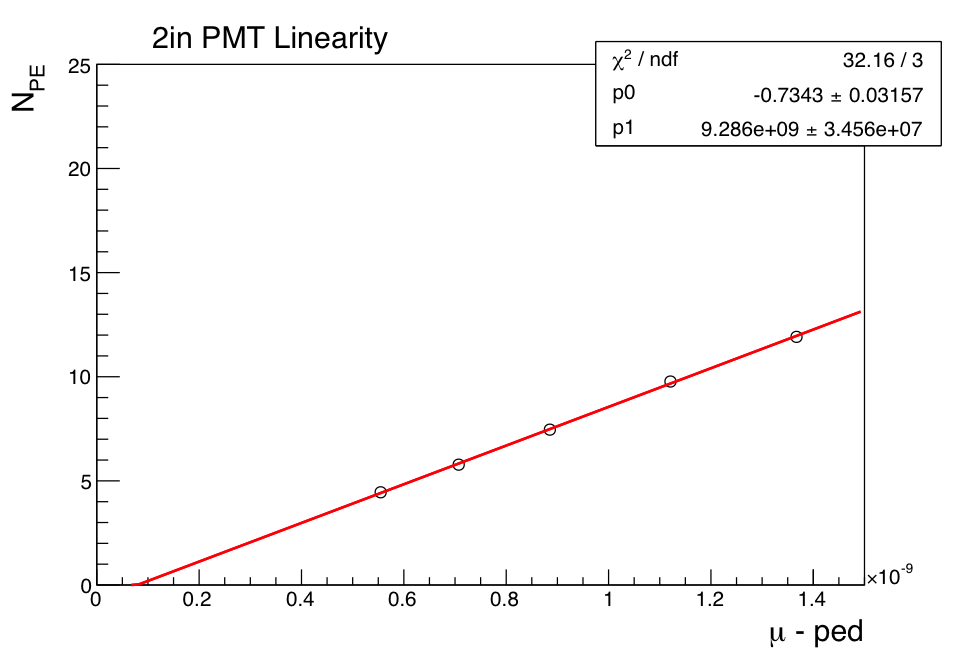 2in PMT Linearity
χ² / ndf 32.16 / 3
p0 -0.7343 ± 0.03157
p1 9.286e+09 ± 3.456e+07
N_PE
25
20
15
10
5
0
0 0.2 0.4 0.6 0.8 1 1.2 1.4
×10⁻⁹
μ - ped